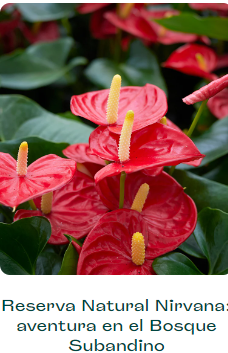 Reserva Natural Nirvana:
aventura en el Bosque
Subandino